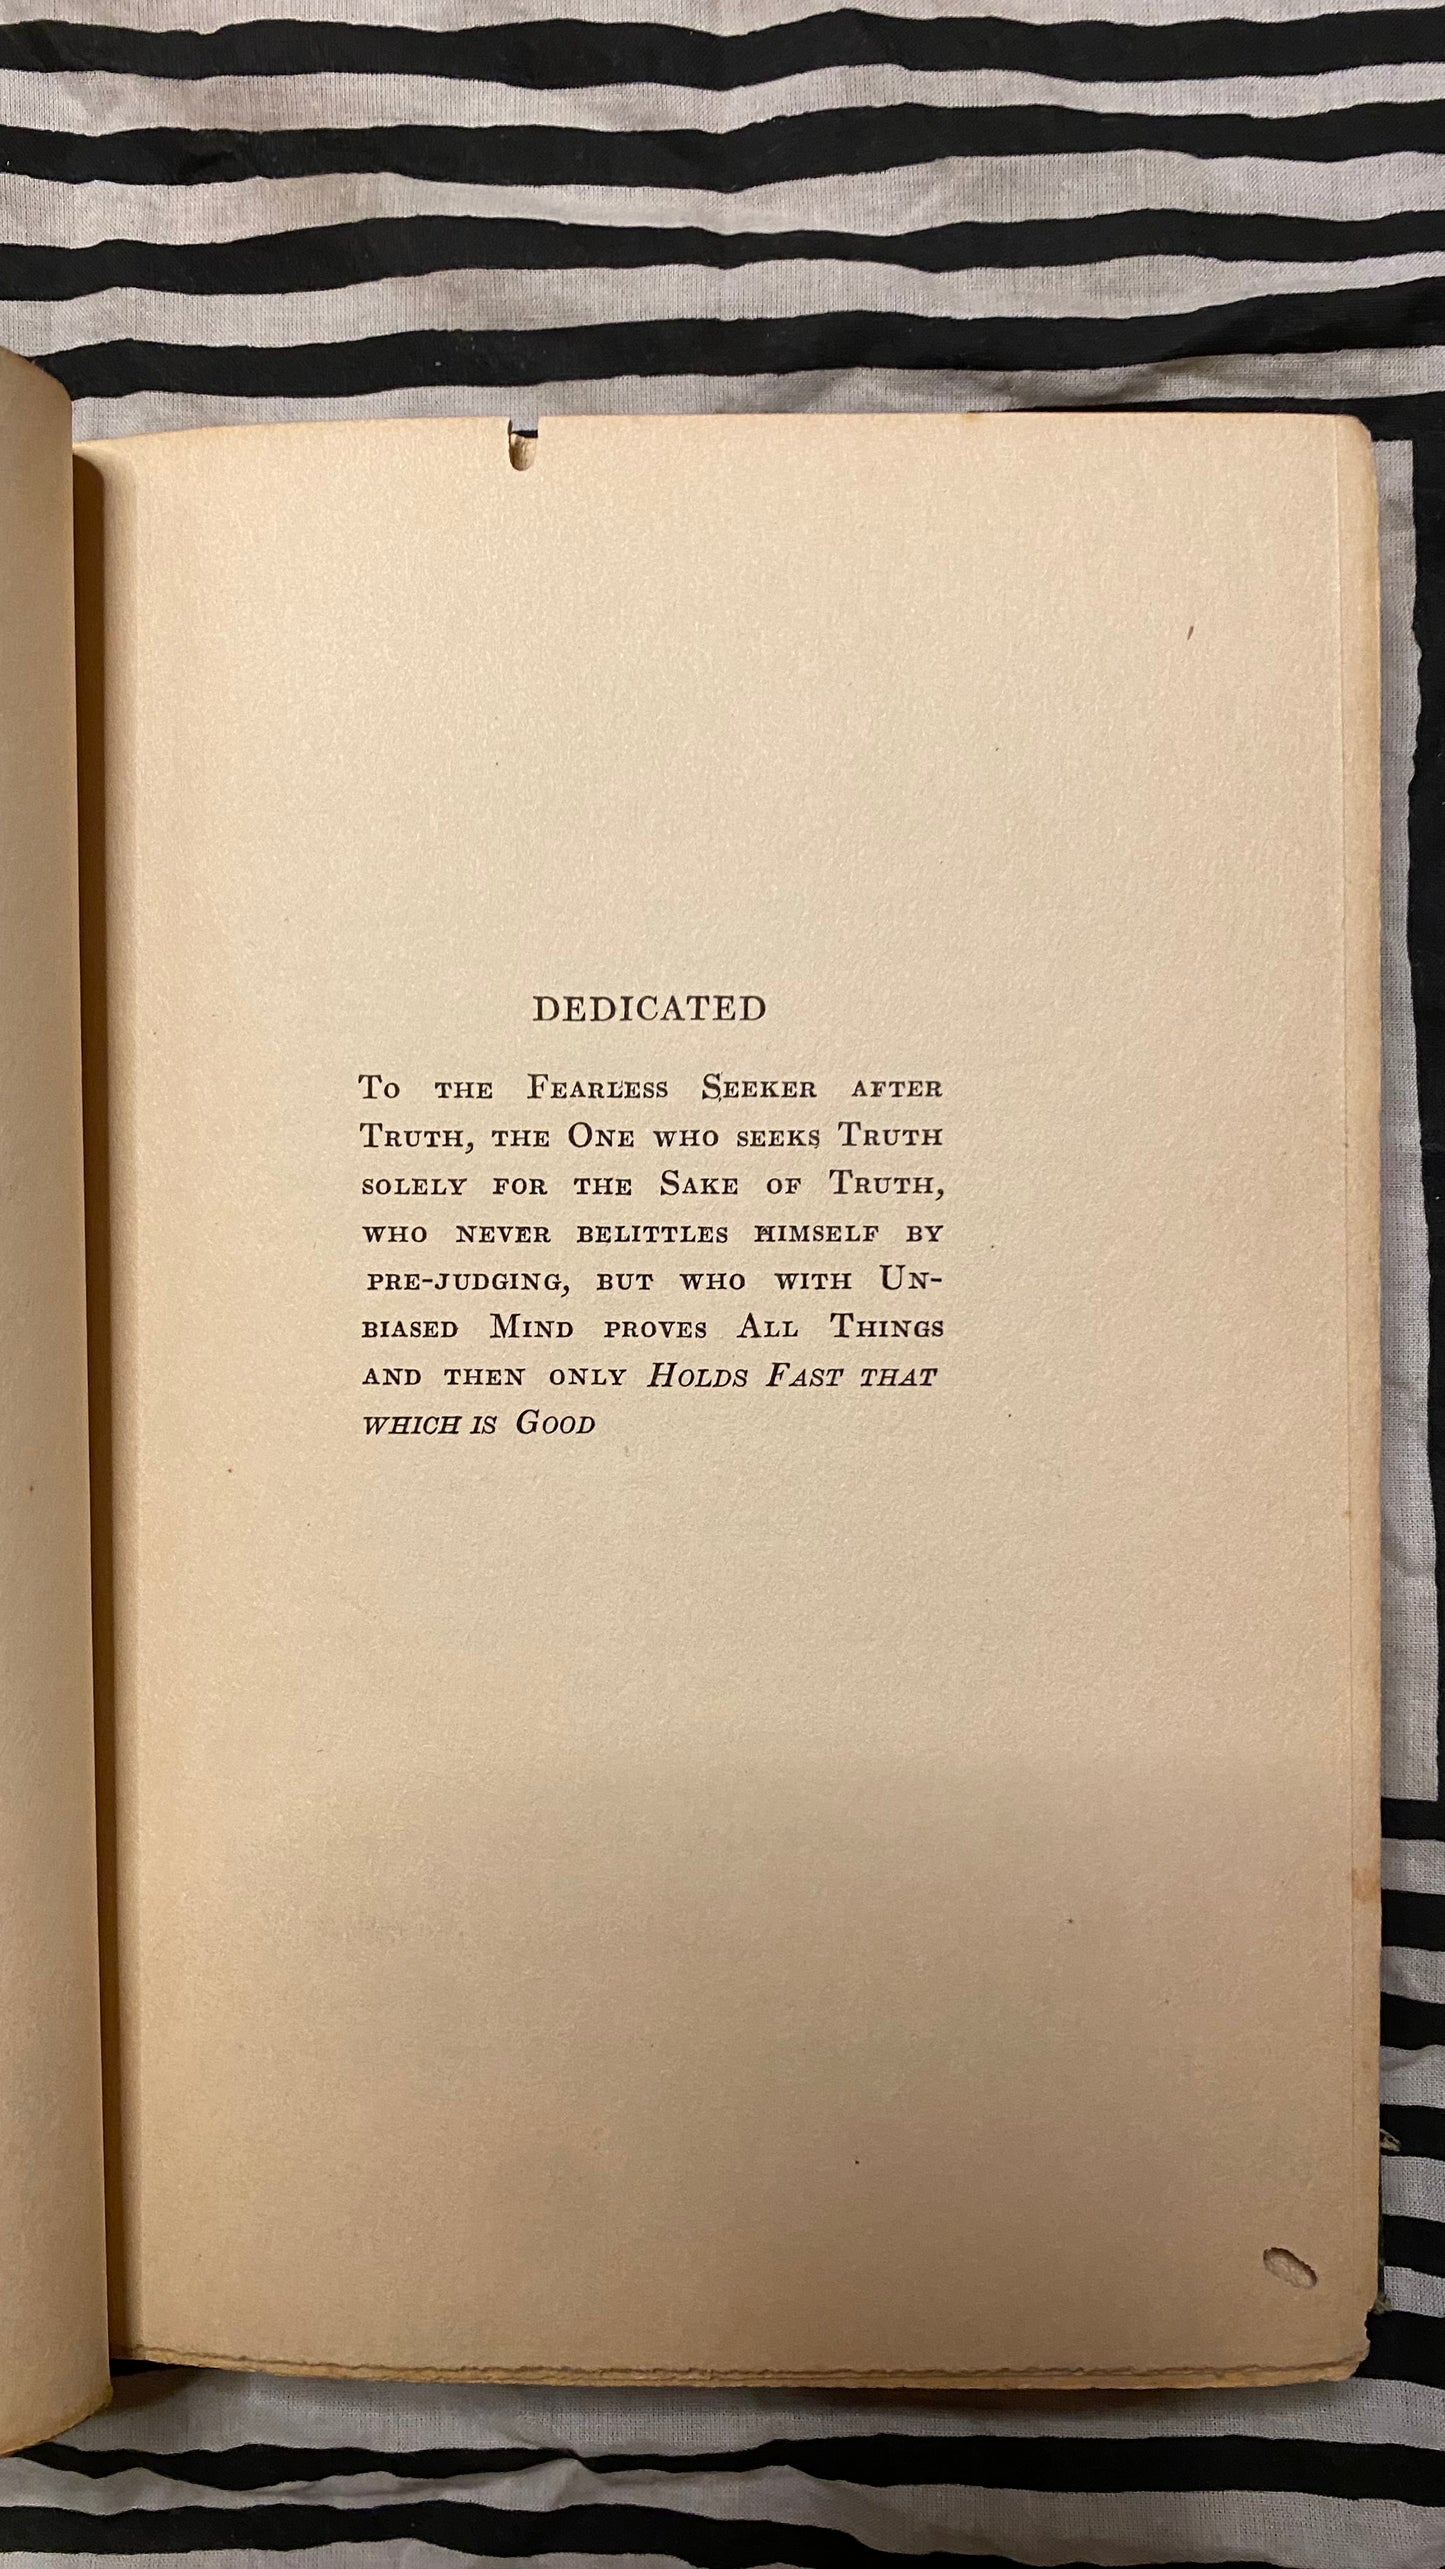 DEDICATED
To the Fearless Seeker after
Truth, the One who seeks Truth
solely for the Sake of Truth,
who never belittles himself by
pre-judging, but who with Un-
biased Mind proves All Things
and then only Holds Fast that
which is Good